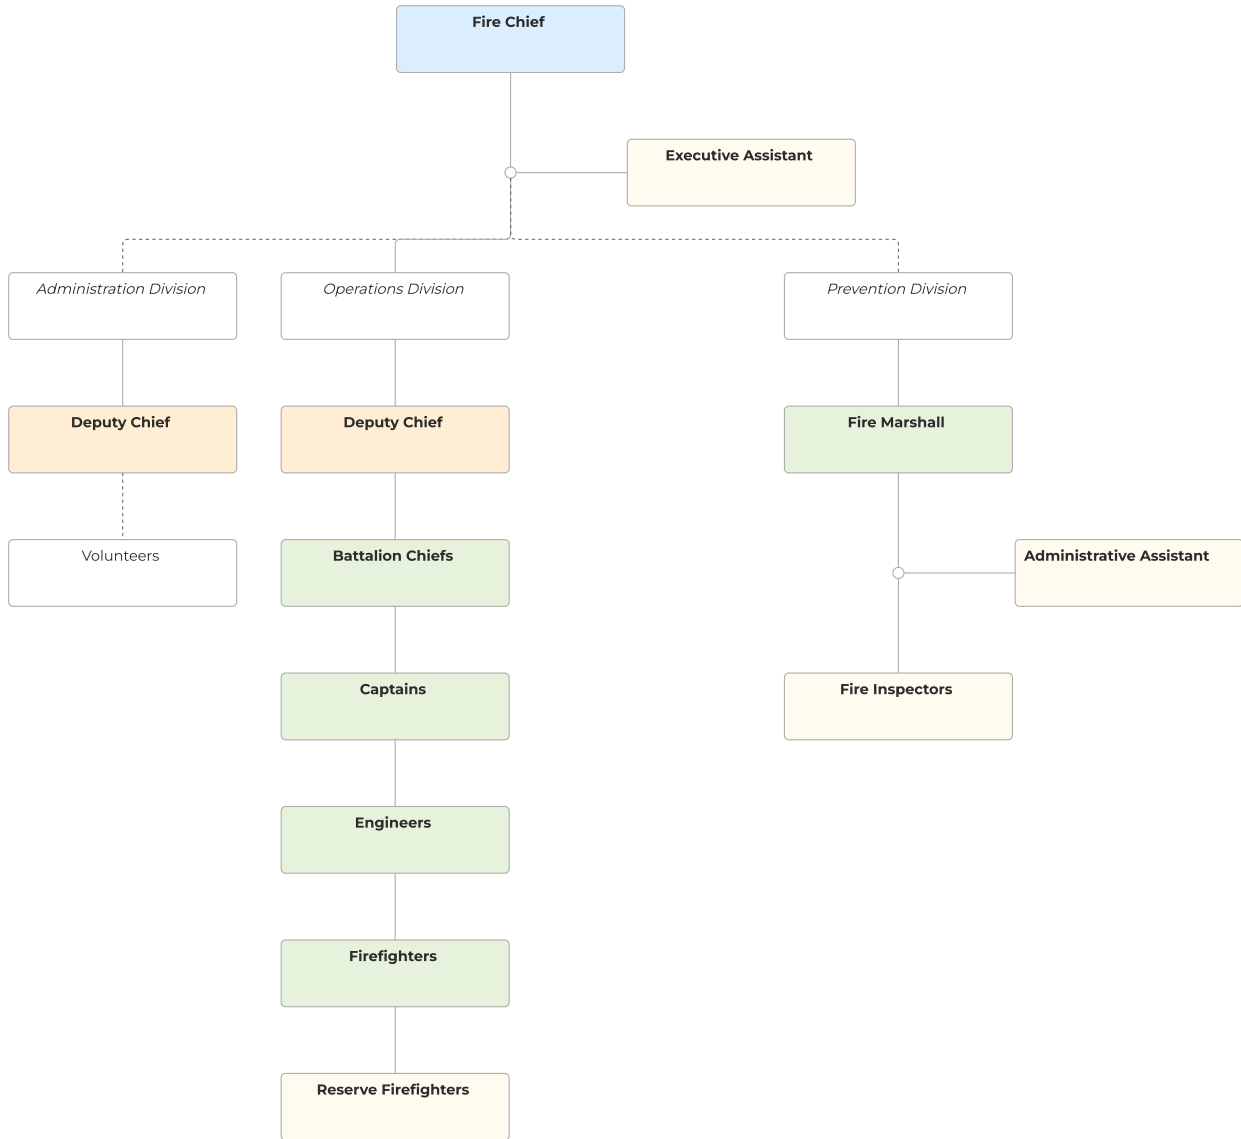 Fire Chief
Executive Assistant
Administration Division
Operations Division
Prevention Division
Deputy Chief
Deputy Chief
Fire Marshall
Volunteers
Battalion Chiefs
Administrative Assistant
Captains
Fire Inspectors
Engineers
Firefighters
Reserve Firefighters